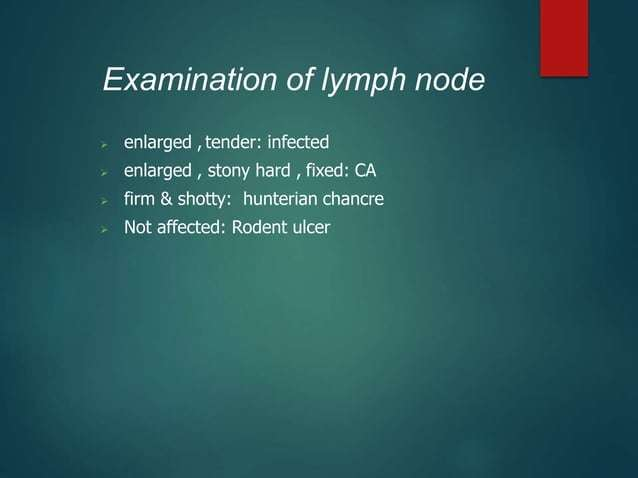 Examination of lymph node
enlarged , tender: infected
enlarged , stony hard , fixed: CA
firm & shotty: hunterian chancre
Not affected: Rodent ulcer